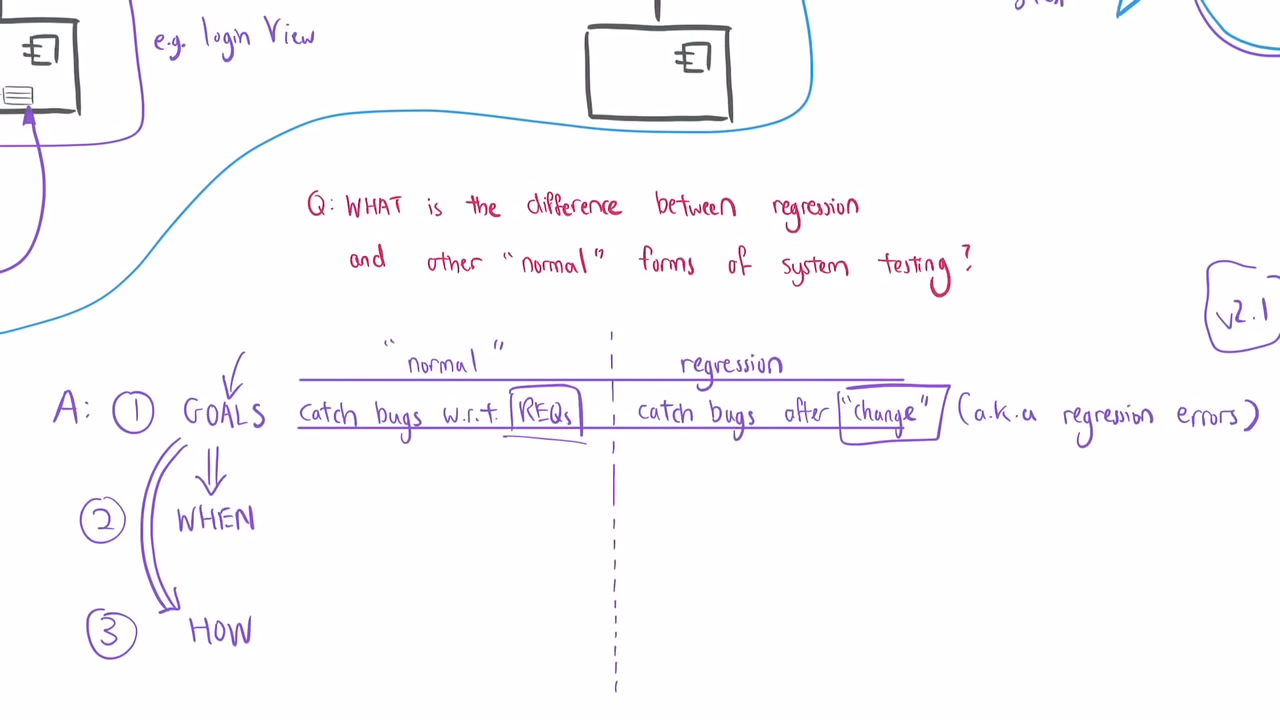 e.g. login View
Q: WHAT is the difference between regression
and other "normal" forms of system testing?
v2.1
"normal"
regression
A: ① GOALS
catch bugs w.r.t. REQs
catch bugs after "change" (a.k.a regression errors)
② WHEN
③ HOW